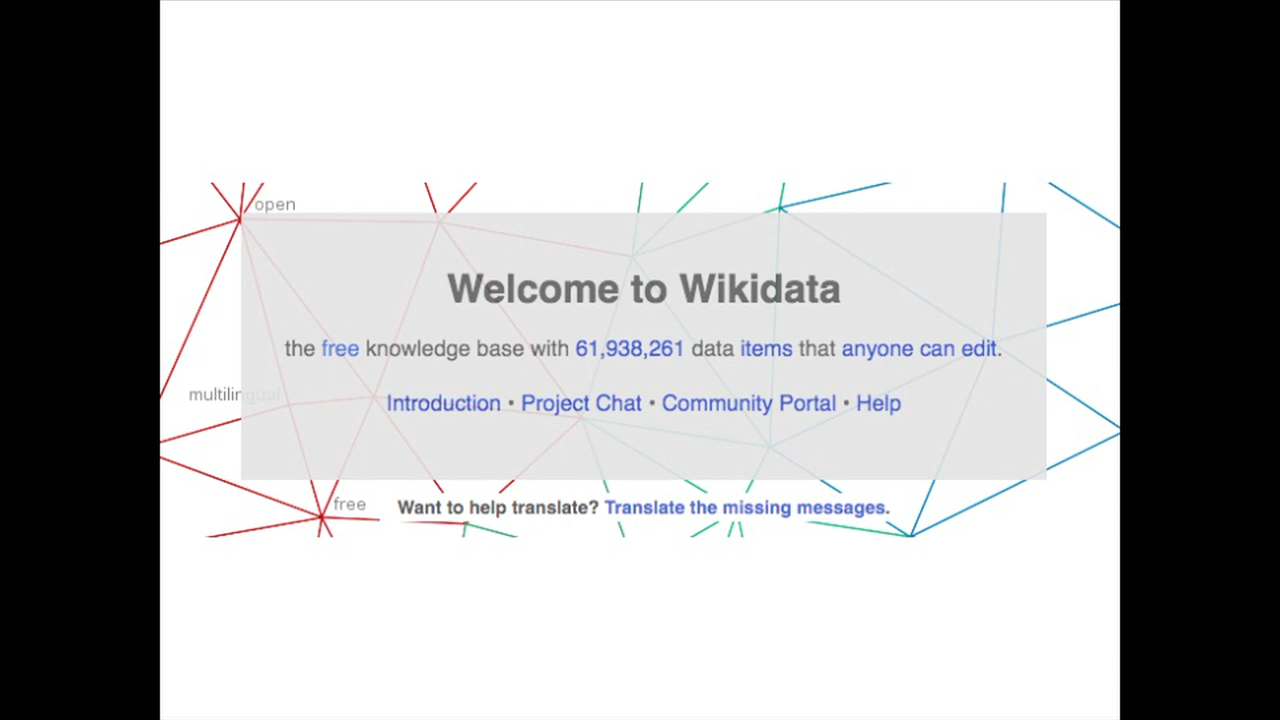 open
Welcome to Wikidata
the free knowledge base with 61,938,261 data items that anyone can edit.
multilingual
Introduction • Project Chat • Community Portal • Help
free
Want to help translate? Translate the missing messages.